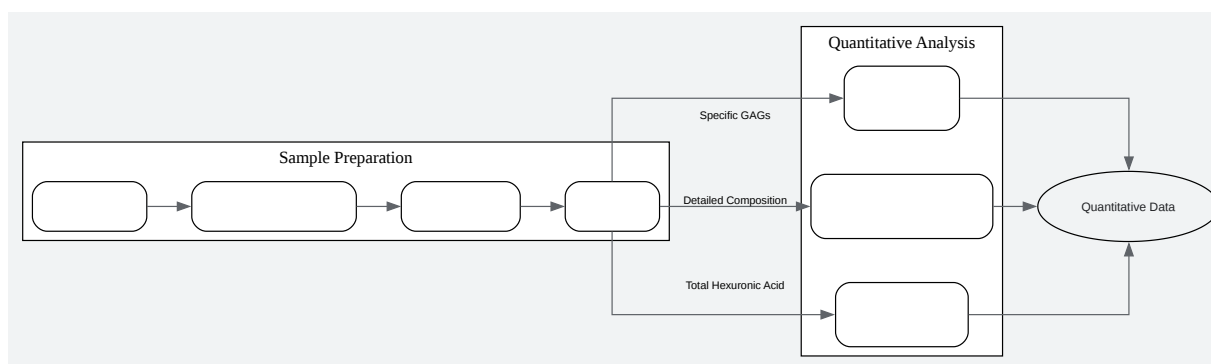 Quantitative Analysis
Specific GAGs
Sample Preparation
Detailed Composition
Quantitative Data
Total Hexuronic Acid